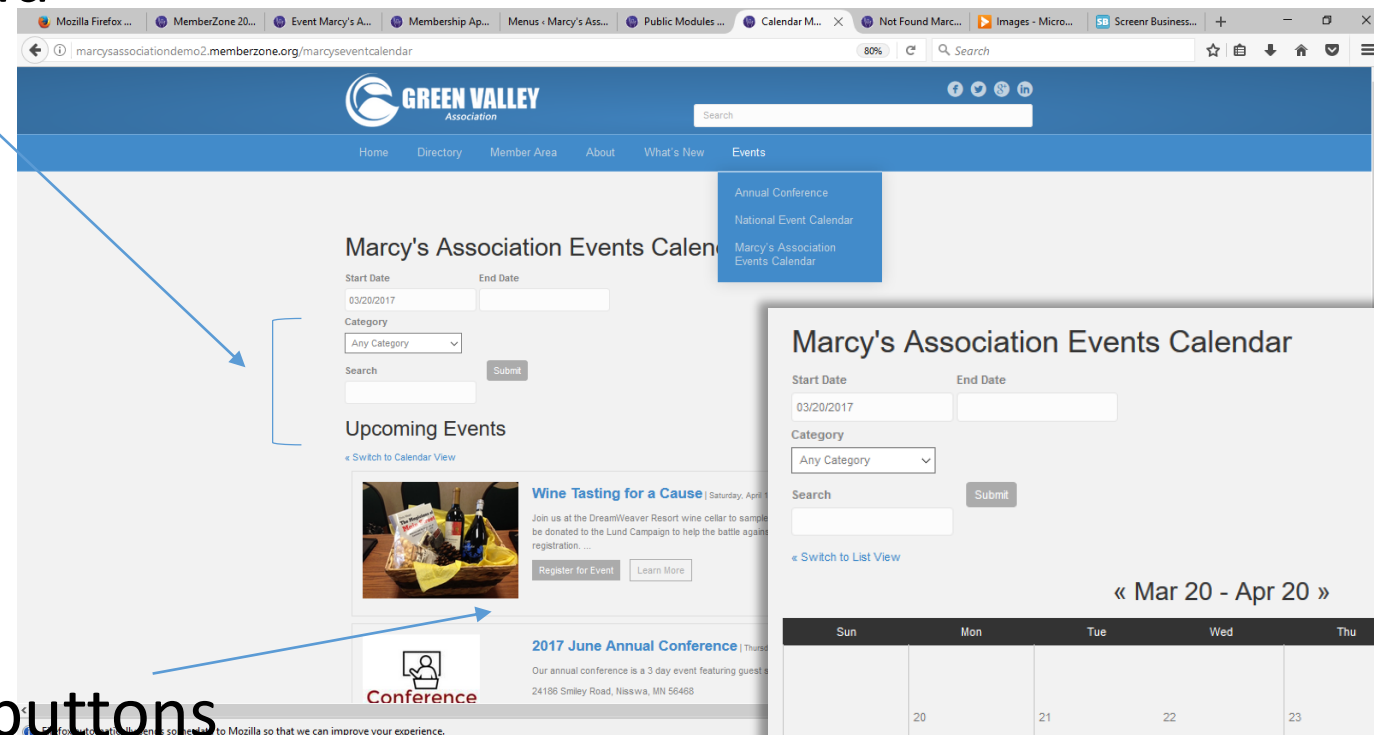 Mozilla Firefox ... MemberZone 20... Event Marcy's A... Membership Ap... Menus ‹ Marcy's Ass... Public Modules ... Calendar M... Not Found Marc... Images - Micro... SB Screenr Business...
marcysassociationdemo2.memberzone.org/marcyseventcalendar 80% Search
GREEN VALLEY
Association
Search
Home Directory Member Area About What's New Events
Annual Conference
National Event Calendar
Marcy's Association
Events Calendar
Marcy's Association Events Calen
Start Date End Date
03/20/2017
Category
Any Category
Search Submit
Upcoming Events
« Switch to Calendar View
Wine Tasting for a Cause | Saturday, April
Join us at the DreamWeaver Resort wine cellar to sample
be donated to the Lund Campaign to help the battle agains
registration. ...
Register for Event Learn More
Conference
2017 June Annual Conference | Thursd
Our annual conference is a 3 day event featuring guest
24186 Smiley Road, Nisswa, MN 56468
Marcy's Association Events Calendar
Start Date End Date
03/20/2017
Category
Any Category
Search Submit
« Switch to List View
« Mar 20 - Apr 20 »
Sun Mon Tue Wed Thu
20 21 22 23
buttons
to Mozilla so that we can improve your experience.